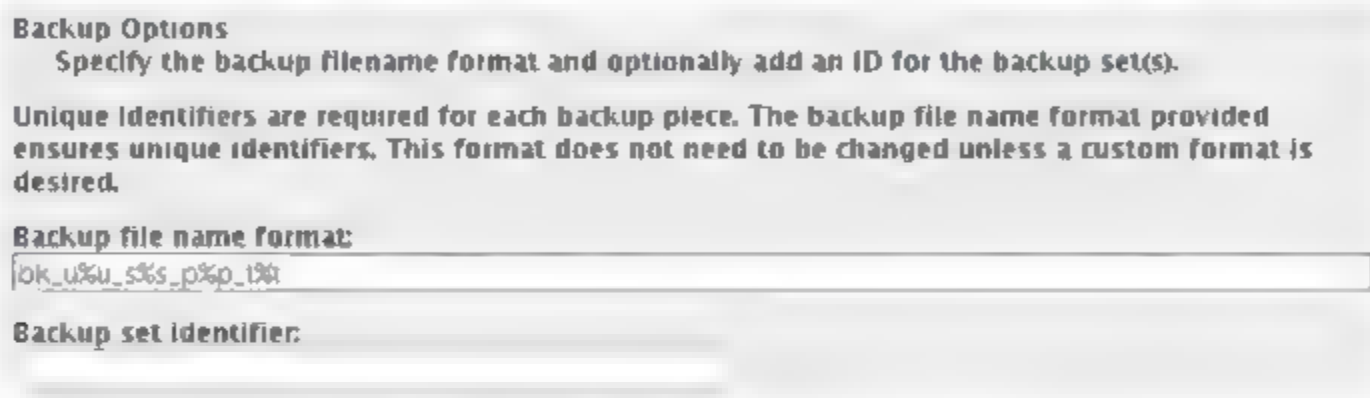 Backup Options
Specify the backup filename format and optionally add an ID for the backup set(s).
Unique Identifiers are required for each backup piece. The backup file name format provided
ensures unique identifiers. This format does not need to be changed unless a custom format is
desired.
Backup file name format:
bk_u%u_s%s_p%p_t%t
Backup set identifier: